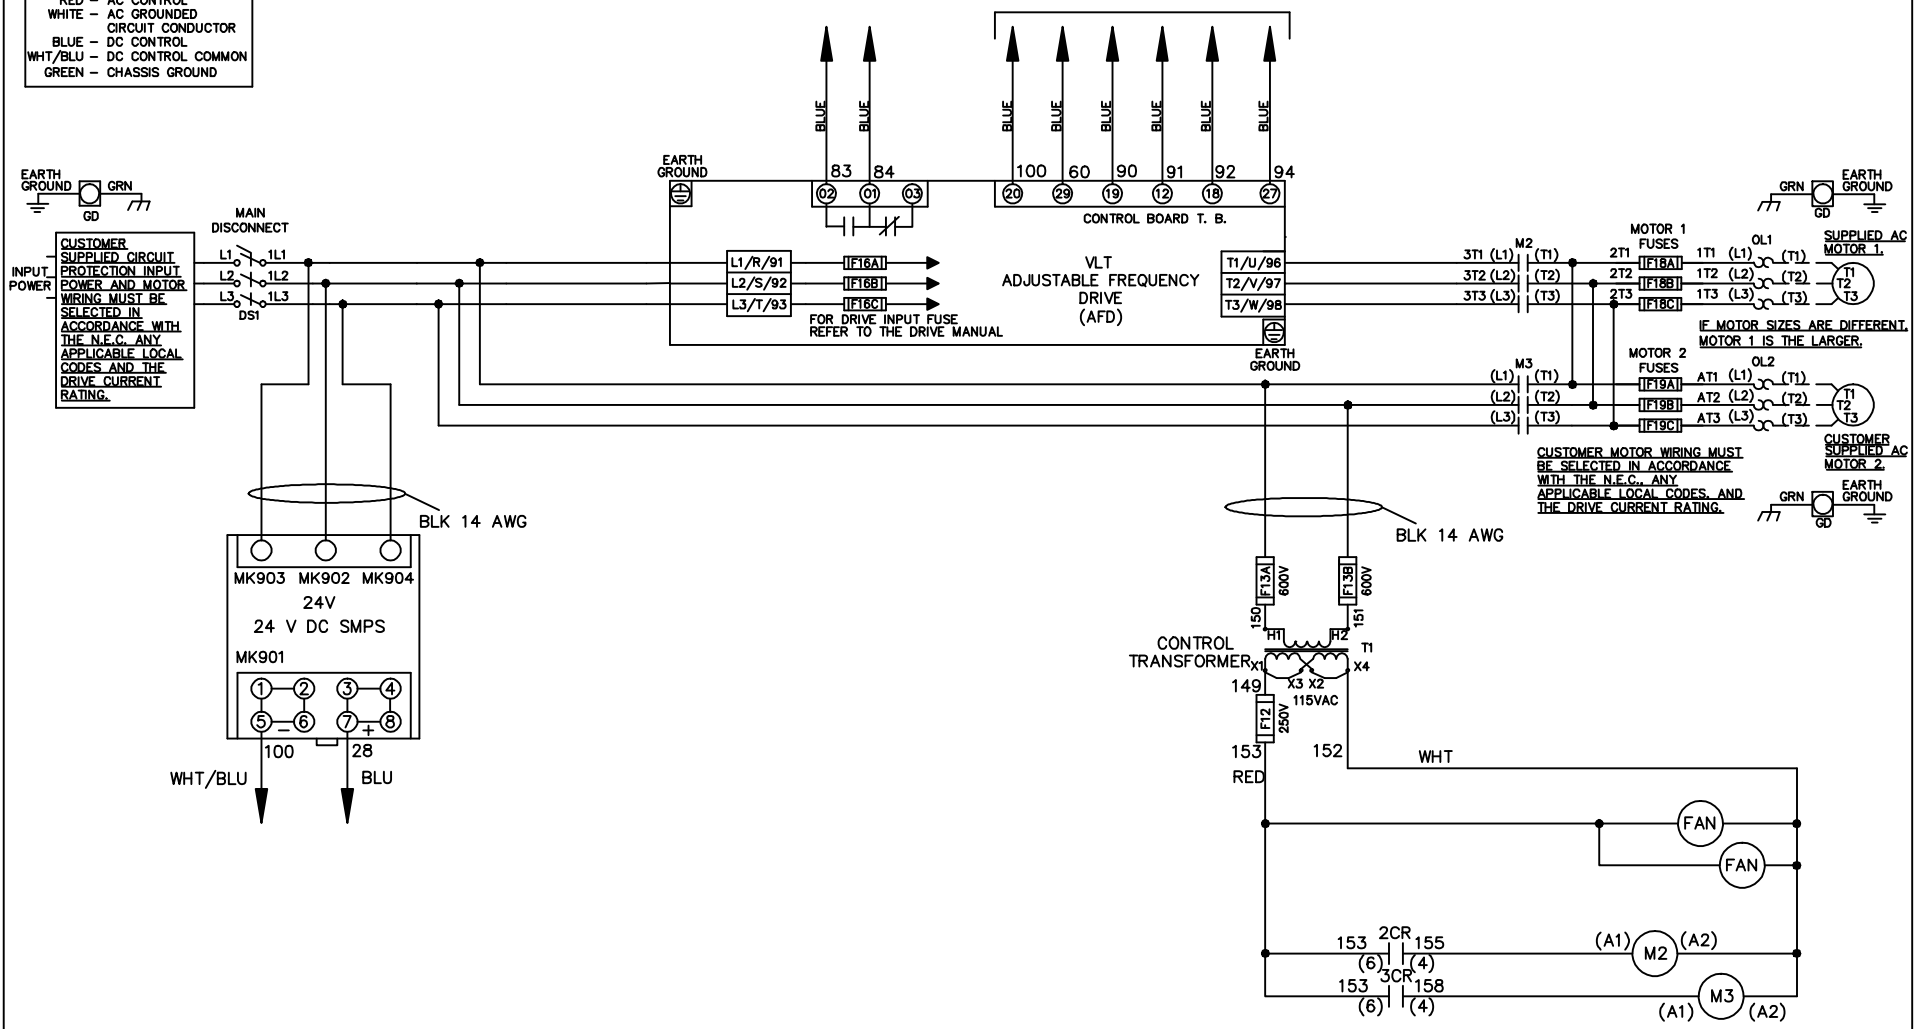 RED – AC CONTROL
WHITE – AC GROUNDED
CIRCUIT CONDUCTOR
BLUE – DC CONTROL
WHT/BLU – DC CONTROL COMMON
GREEN – CHASSIS GROUND
BLUE
BLUE
BLUE
BLUE
BLUE
BLUE
BLUE
BLUE
83
84
100
60
90
91
92
94
02
01
03
20
29
19
12
18
27
CONTROL BOARD T. B.
EARTH
GROUND
GRN
GD
EARTH
GROUND
MAIN
DISCONNECT
L1
1L1
L2
1L2
L3
1L3
DS1
INPUT
POWER
CUSTOMER
SUPPLIED CIRCUIT
PROTECTION INPUT
POWER AND MOTOR
WIRING MUST BE
SELECTED IN
ACCORDANCE WITH
THE N.E.C. ANY
APPLICABLE LOCAL
CODES AND THE
DRIVE CURRENT
RATING.
L1/R/91
L2/S/92
L3/T/93
F16A
F16B
F16C
FOR DRIVE INPUT FUSE
REFER TO THE DRIVE MANUAL
VLT
ADJUSTABLE FREQUENCY
DRIVE
(AFD)
T1/U/96
T2/V/97
T3/W/98
EARTH
GROUND
M2
3T1 (L1) (T1)
3T2 (L2) (T2)
3T3 (L3) (T3)
MOTOR 1
FUSES
2T1 F18A 1T1 (L1)
2T2 F18B 1T2 (L2)
2T3 F18C 1T3 (L3)
OL1
(T1)
(T2)
(T3)
GRN
GD
EARTH
GROUND
SUPPLIED AC
MOTOR 1.
T1
T2
T3
IF MOTOR SIZES ARE DIFFERENT,
MOTOR 1 IS THE LARGER.
M3
(L1) (T1)
(L2) (T2)
(L3) (T3)
MOTOR 2
FUSES
F19A AT1 (L1)
F19B AT2 (L2)
F19C AT3 (L3)
OL2
(T1)
(T2)
(T3)
T1
T2
T3
CUSTOMER
SUPPLIED AC
MOTOR 2.
CUSTOMER MOTOR WIRING MUST
BE SELECTED IN ACCORDANCE
WITH THE N.E.C., ANY
APPLICABLE LOCAL CODES, AND
THE DRIVE CURRENT RATING.
GRN
GD
EARTH
GROUND
BLK 14 AWG
MK903 MK902 MK904
24V
24 V DC SMPS
MK901
1 2 3 4
5 6 7 8
– +
100
28
WHT/BLU
BLU
BLK 14 AWG
F13A
600V
F13B
600V
150
151
H1
H2
T1
CONTROL
TRANSFORMER
X1
X4
X3 X2
115VAC
149
F12
250V
153
RED
152
WHT
FAN
FAN
2CR
153 155
(6) (4)
(A1) M2 (A2)
3CR
153 158
(6) (4)
(A1) M3 (A2)